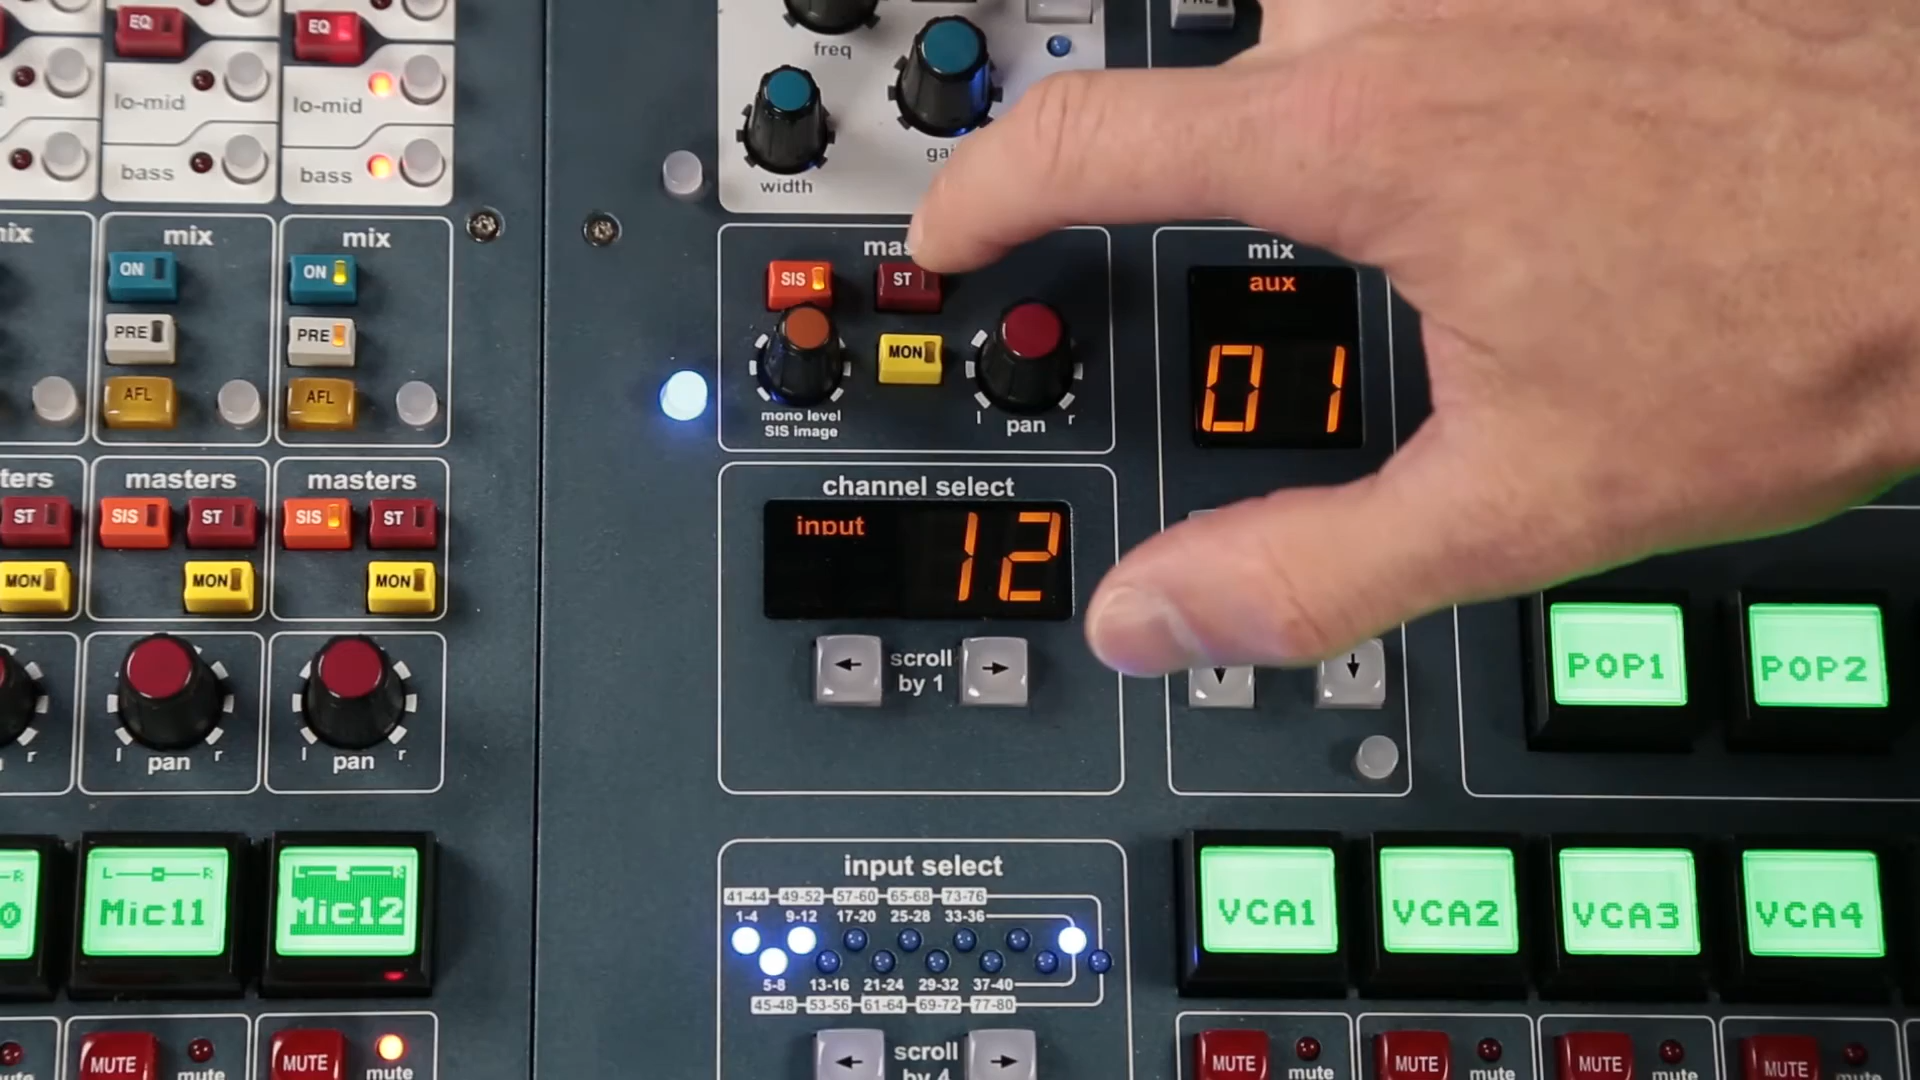 EQ
EQ
lo-mid
lo-mid
bass
bass
freq
width
mix
mix
ON
ON
PRE
PRE
AFL
AFL
masters
masters
ST
SIS
ST
SIS
ST
MON
MON
MON
r
l
r
l
r
pan
pan
L
R
L
R
Mic11
Mic12
MUTE
mute
MUTE
mute
SIS
ST
MON
mono level
SIS image
l
r
pan
channel select
input
12
scroll
by 1
mix
aux
01
input select
41-44
49-52
57-60
65-68
73-76
1-4
9-12
17-20
25-28
33-36
5-8
13-16
21-24
29-32
37-40
45-48
53-56
61-64
69-72
77-80
scroll
by 4
POP1
POP2
VCA1
VCA2
VCA3
VCA4
MUTE
mute
MUTE
mute
MUTE
mute
MUTE
mute